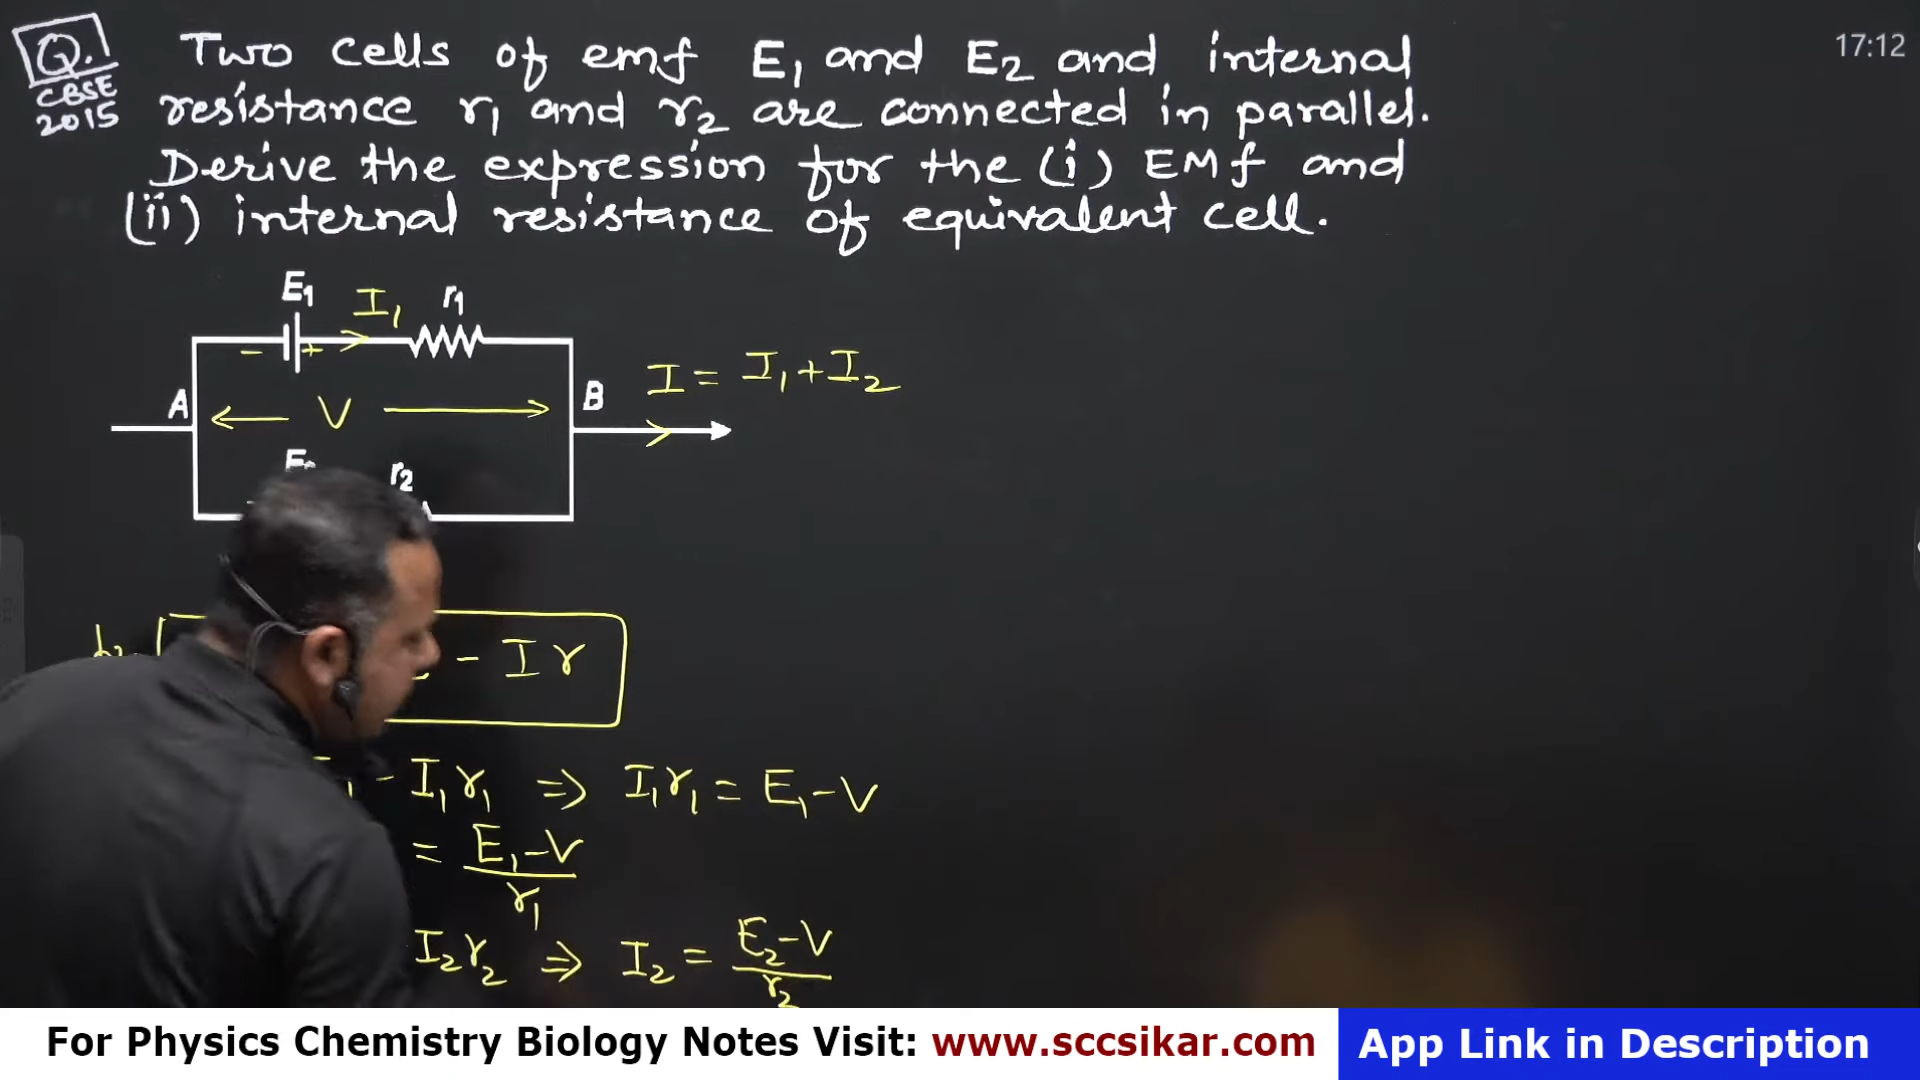 17:12
Q. Two cells of emf E₁ and E₂ and internal
CBSE 2015 resistance r₁ and r₂ are connected in parallel.
Derive the expression for the (i) EMf and
(ii) internal resistance of equivalent cell.
E₁ I₁ r₁
- +
I = I₁ + I₂
A V B
r₂
- I r
- I₁r₁ ⇒ I₁r₁ = E₁ - V
= E₁ - V / r₁
I₂r₂ ⇒ I₂ = E₂ - V / r₂
For Physics Chemistry Biology Notes Visit: www.sccsikar.com App Link in Description